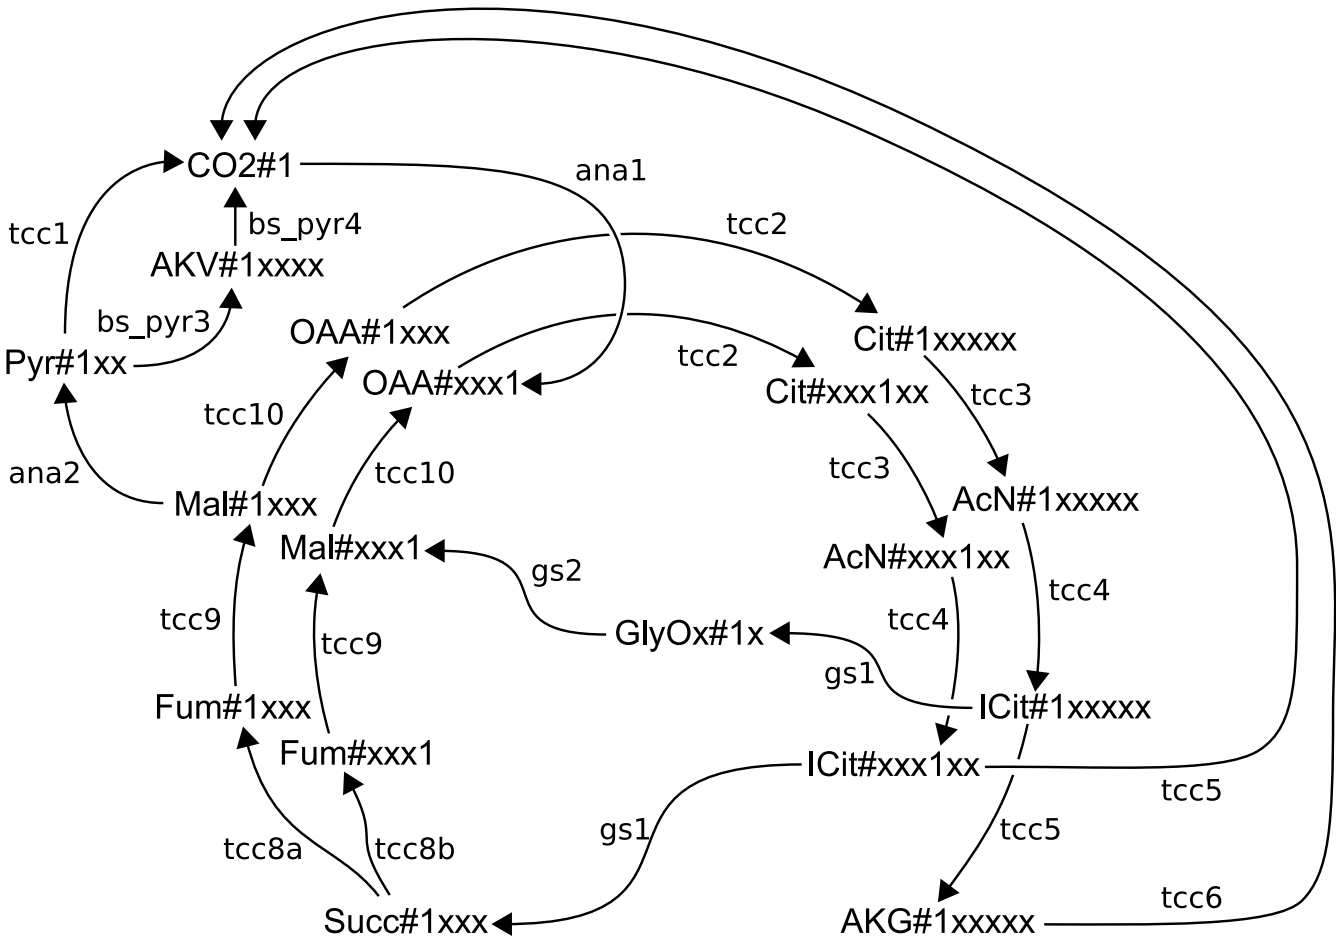 CO2#1
ana1
tcc1
bs_pyr4
tcc2
AKV#1xxxx
bs_pyr3
OAA#1xxx
Cit#1xxxxx
Pyr#1xx
tcc2
OAA#xxx1
Cit#xxx1xx
tcc3
tcc10
tcc3
ana2
tcc10
Mal#1xxx
AcN#1xxxxx
Mal#xxx1
AcN#xxx1xx
gs2
tcc4
tcc9
tcc4
GlyOx#1x
tcc9
gs1
Fum#1xxx
ICit#1xxxxx
Fum#xxx1
ICit#xxx1xx
tcc5
gs1
tcc5
tcc8a
tcc8b
tcc6
Succ#1xxx
AKG#1xxxxx